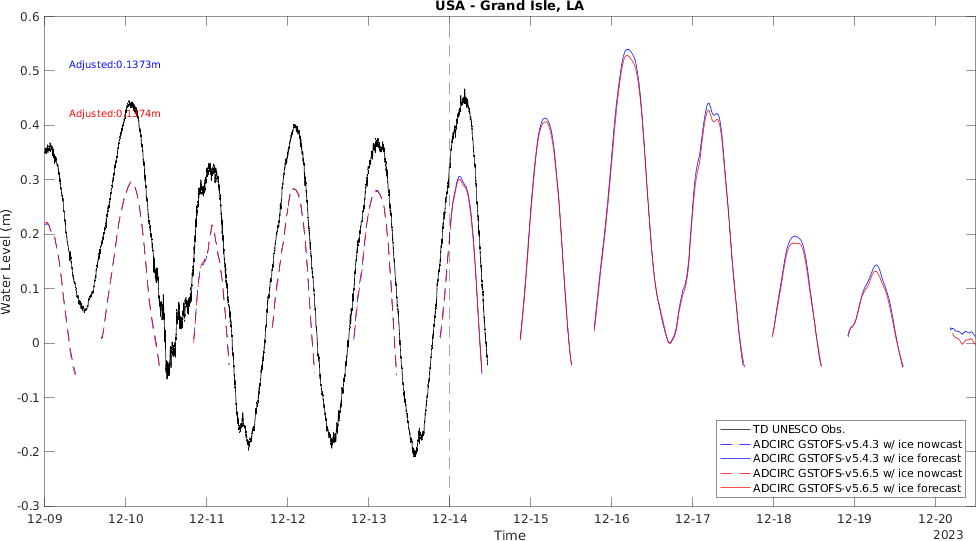 USA - Grand Isle, LA
0.6
0.5
0.4
0.3
0.2
0.1
0
-0.1
-0.2
-0.3
Water Level (m)
Adjusted:0.1373m
Adjusted:0.1374m
TD UNESCO Obs.
ADCIRC GSTOFS-v5.4.3 w/ ice nowcast
ADCIRC GSTOFS-v5.4.3 w/ ice forecast
ADCIRC GSTOFS-v5.6.5 w/ ice nowcast
ADCIRC GSTOFS-v5.6.5 w/ ice forecast
12-09 12-10 12-11 12-12 12-13 12-14 12-15 12-16 12-17 12-18 12-19 12-20
Time
2023